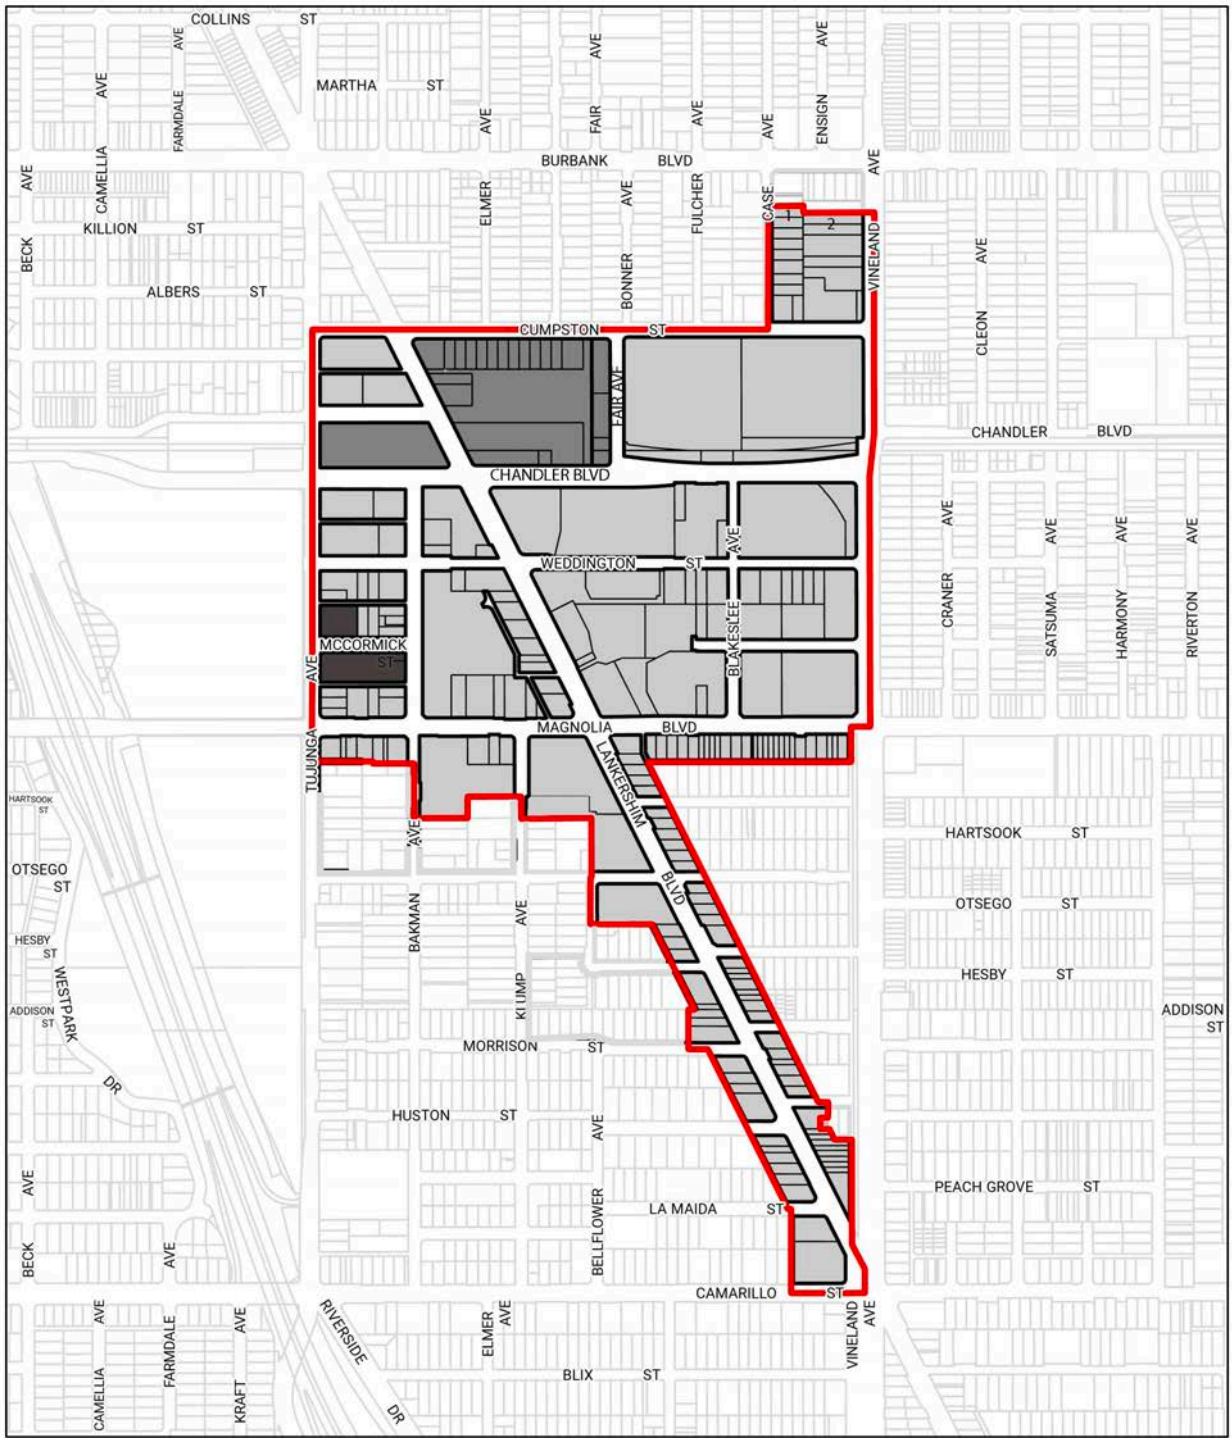 COLLINS ST
AVE
AVE
AVE
AVE
MARTHA ST
CAMELLIA
FARMDALE
AVE
FAIR
AVE
AVE
ENSIGN
BURBANK BLVD
AVE
AVE
ELMER
AVE
FULCHER
CASE
1
2
KILLION ST
BECK
VINELAND
AVE
BONNER
ALBERS ST
CLEON
CUMPSTON ST
FAIR AVE
CHANDLER BLVD
CHANDLER BLVD
AVE
AVE
AVE
AVE
AVE
WEDDINGTON ST
CRANER
SATSUMA
HARMONY
RIVERTON
BLAKESLEE
MCCORMICK
ST
AVE
TUJUNGA
MAGNOLIA BLVD
LANKERSHIM
BLVD
HARTSOOK
ST
AVE
HARTSOOK ST
OTSEGO
ST
BAKMAN
AVE
OTSEGO ST
HESBY
ST
WESTPARK
DR
KLUMP
HESBY ST
ADDISON
ST
ADDISON
ST
MORRISON ST
HUSTON ST
AVE
AVE
BELLFLOWER
LA MAIDA ST
PEACH GROVE ST
BECK
AVE
CAMARILLO ST
AVE
CAMELLIA
FARMDALE
AVE
KRAFT
RIVERSIDE
DR
ELMER
AVE
VINELAND
AVE
BLIX ST